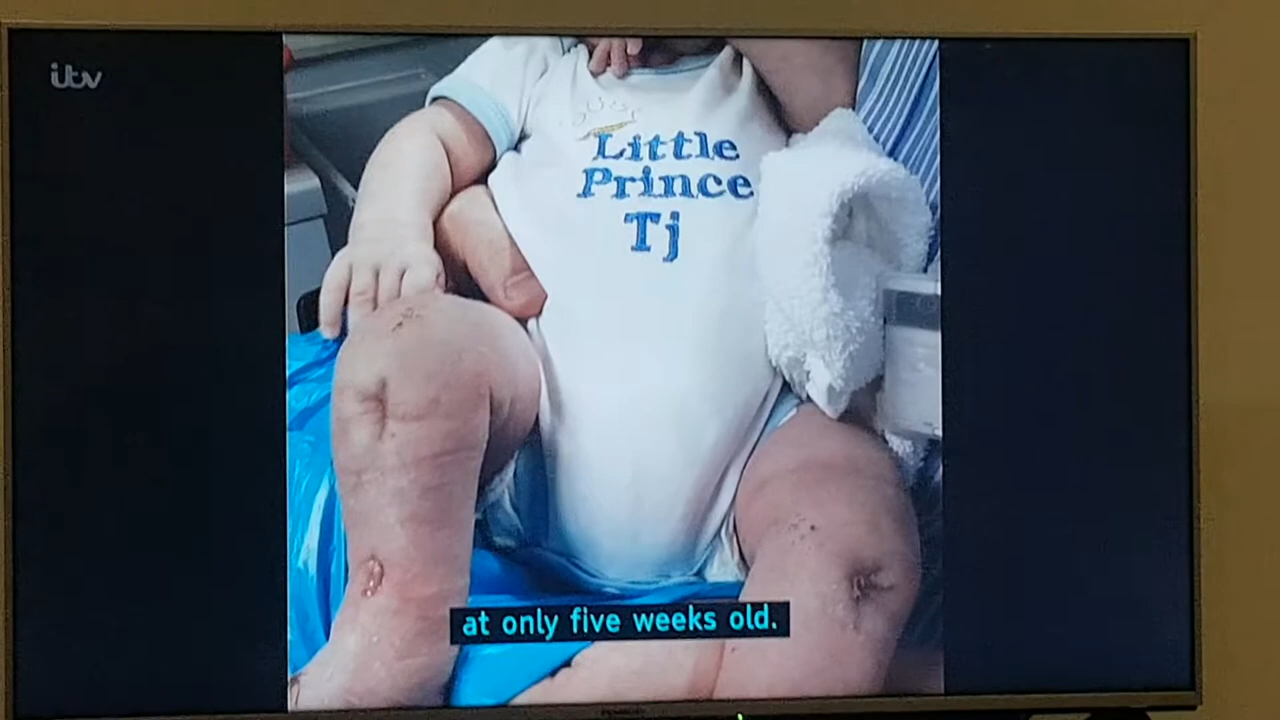 itv
Little
Prince
Tj
at only five weeks old.